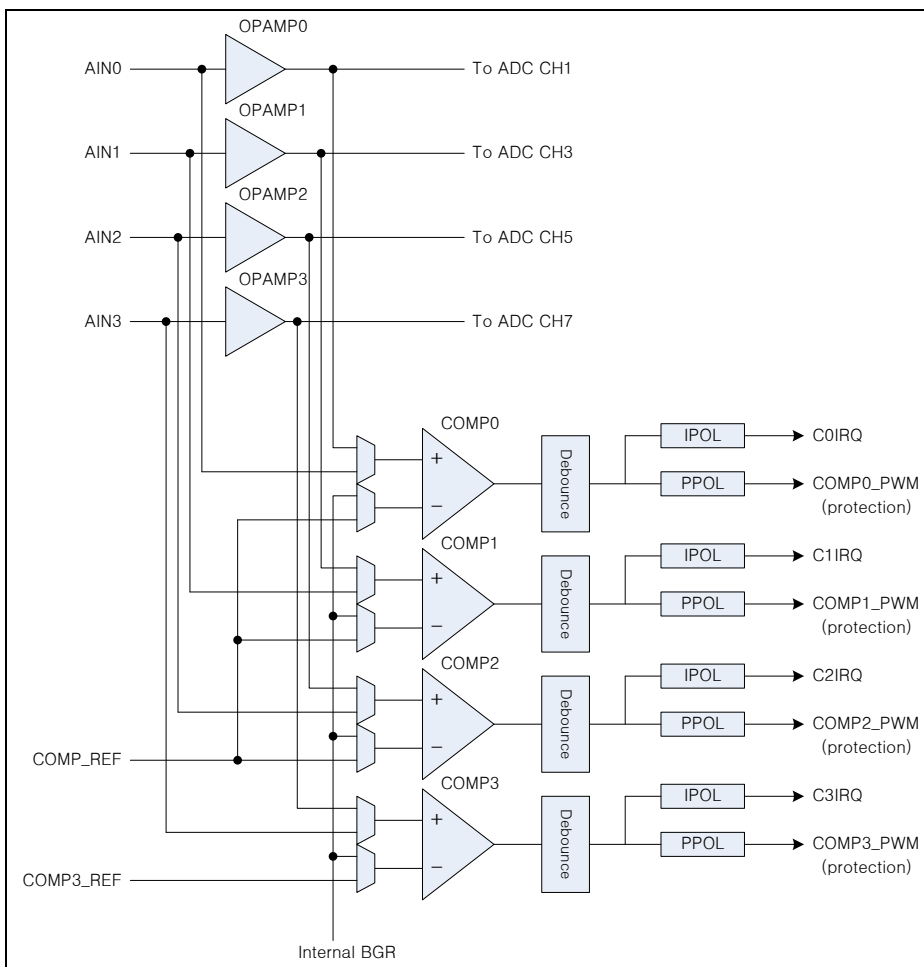 OPAMP0
AIN0
To ADC CH1
OPAMP1
AIN1
To ADC CH3
OPAMP2
AIN2
To ADC CH5
OPAMP3
AIN3
To ADC CH7
COMP0
+
−
Debounce
IPOL
C0IRQ
PPOL
COMP0_PWM
(protection)
COMP1
+
−
Debounce
IPOL
C1IRQ
PPOL
COMP1_PWM
(protection)
COMP2
+
−
Debounce
IPOL
C2IRQ
PPOL
COMP2_PWM
(protection)
COMP_REF
COMP3
+
−
Debounce
IPOL
C3IRQ
PPOL
COMP3_PWM
(protection)
COMP3_REF
Internal BGR